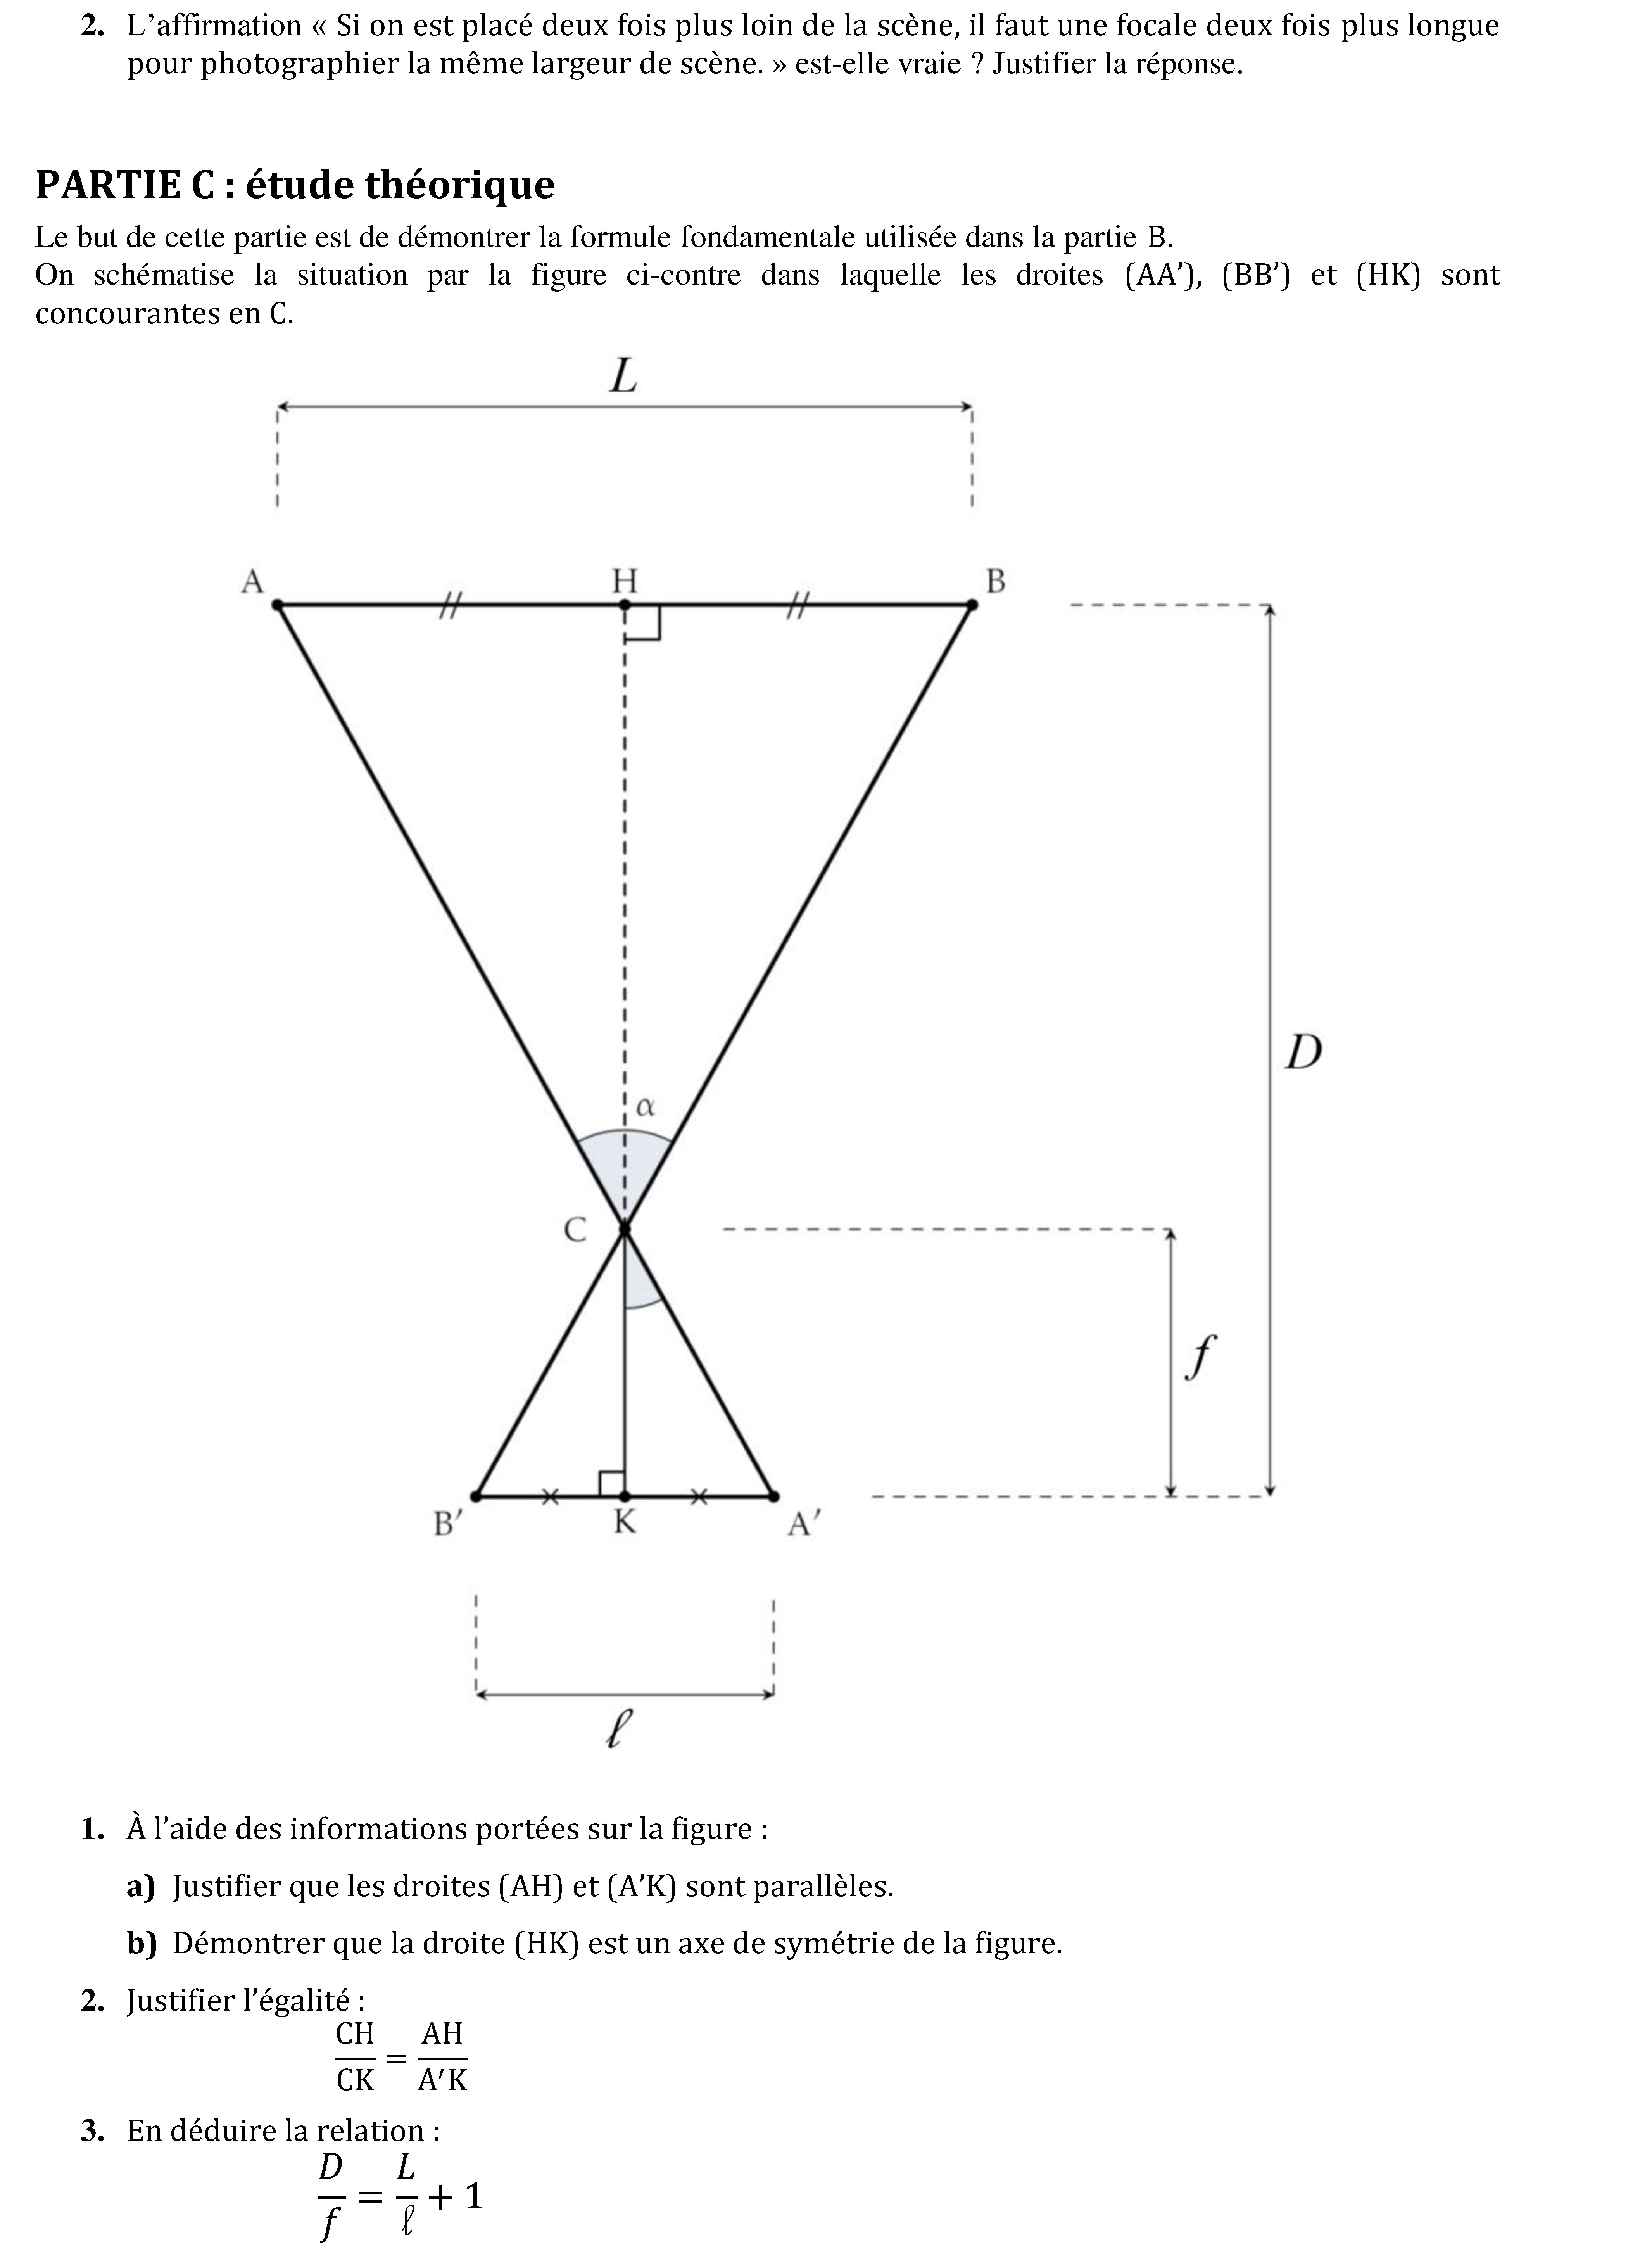 2. L’affirmation « Si on est placé deux fois plus loin de la scène, il faut une focale deux fois plus longue
pour photographier la même largeur de scène. » est-elle vraie ? Justifier la réponse.
PARTIE C : étude théorique
Le but de cette partie est de démontrer la formule fondamentale utilisée dans la partie B.
On schématise la situation par la figure ci-contre dans laquelle les droites (AA’), (BB’) et (HK) sont
concourantes en C.
L
A H B
D
α
C
f
B′ K A′
ℓ
1. À l’aide des informations portées sur la figure :
a) Justifier que les droites (AH) et (A’K) sont parallèles.
b) Démontrer que la droite (HK) est un axe de symétrie de la figure.
2. Justifier l’égalité :
CH/CK = AH/A′K
3. En déduire la relation :
D/f = L/ℓ + 1